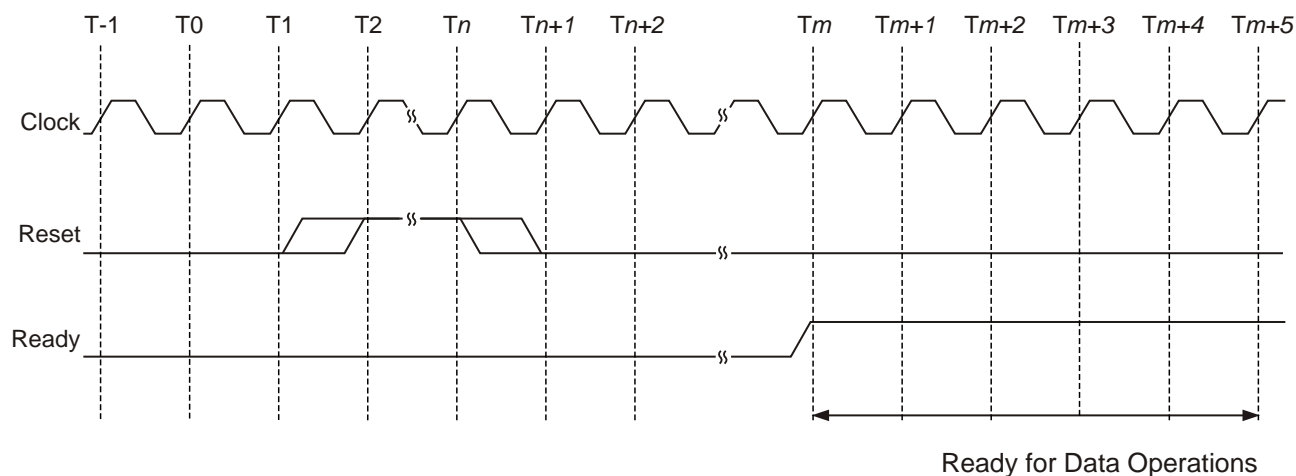 T-1 T0 T1 T2 Tn Tn+1 Tn+2 Tm Tm+1 Tm+2 Tm+3 Tm+4 Tm+5
Clock
Reset
Ready
Ready for Data Operations